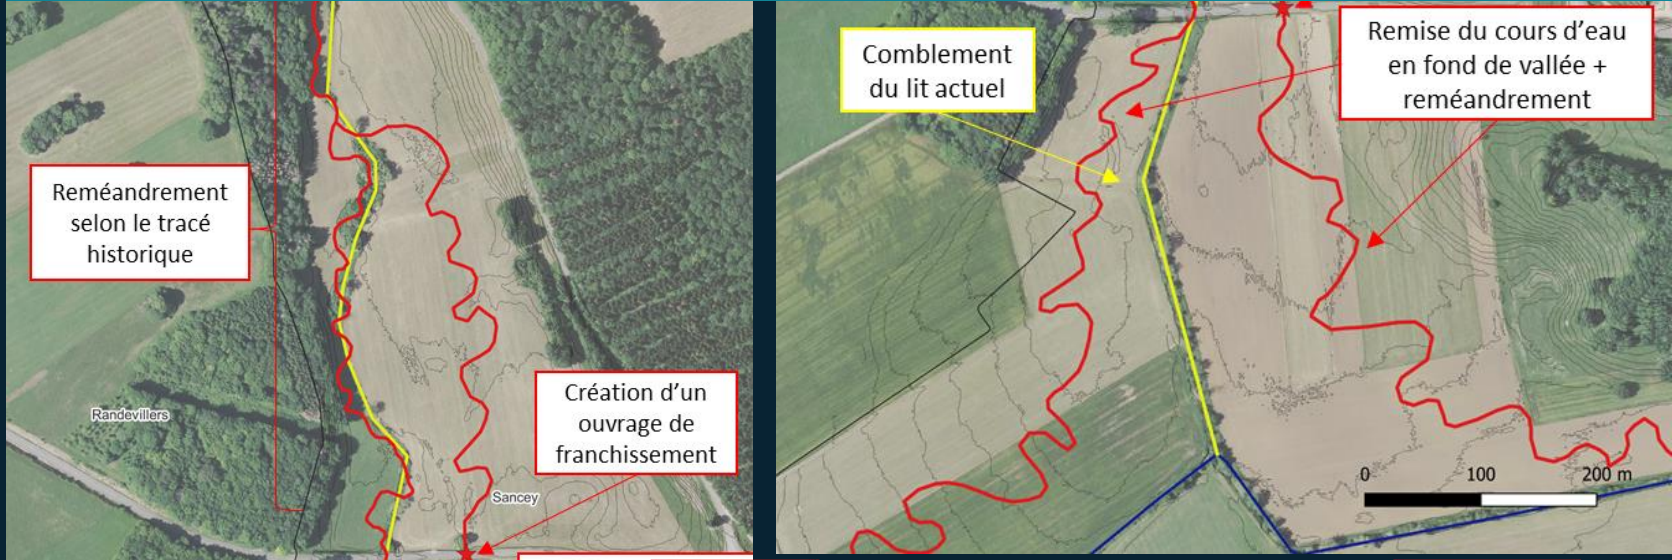 Reméandrement
selon le tracé
historique
Randevillers
Création d’un
ouvrage de
franchissement
Sancey
Comblement
du lit actuel
Remise du cours d’eau
en fond de vallée +
reméandrement
0 100 200 m